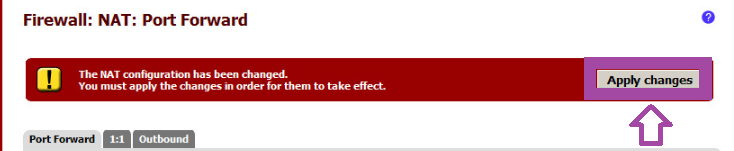 Firewall: NAT: Port Forward
?
The NAT configuration has been changed.
You must apply the changes in order for them to take effect.
Apply changes
Port Forward 1:1 Outbound